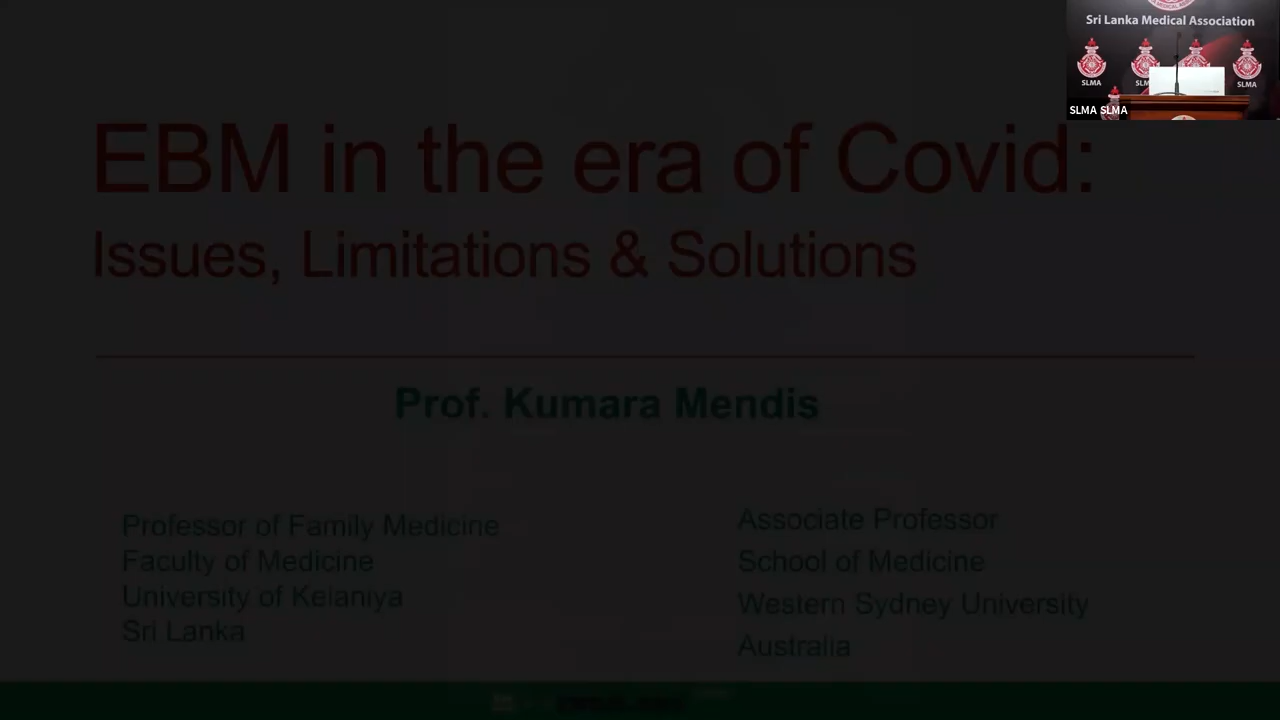 EBM in the era of Covid:
Issues, Limitations & Solutions
Prof. Kumara Mendis
Professor of Family Medicine
Faculty of Medicine
University of Kelaniya
Sri Lanka
Associate Professor
School of Medicine
Western Sydney University
Australia
Sri Lanka Medical Association
SLMA
SLMA
SLMA SLMA